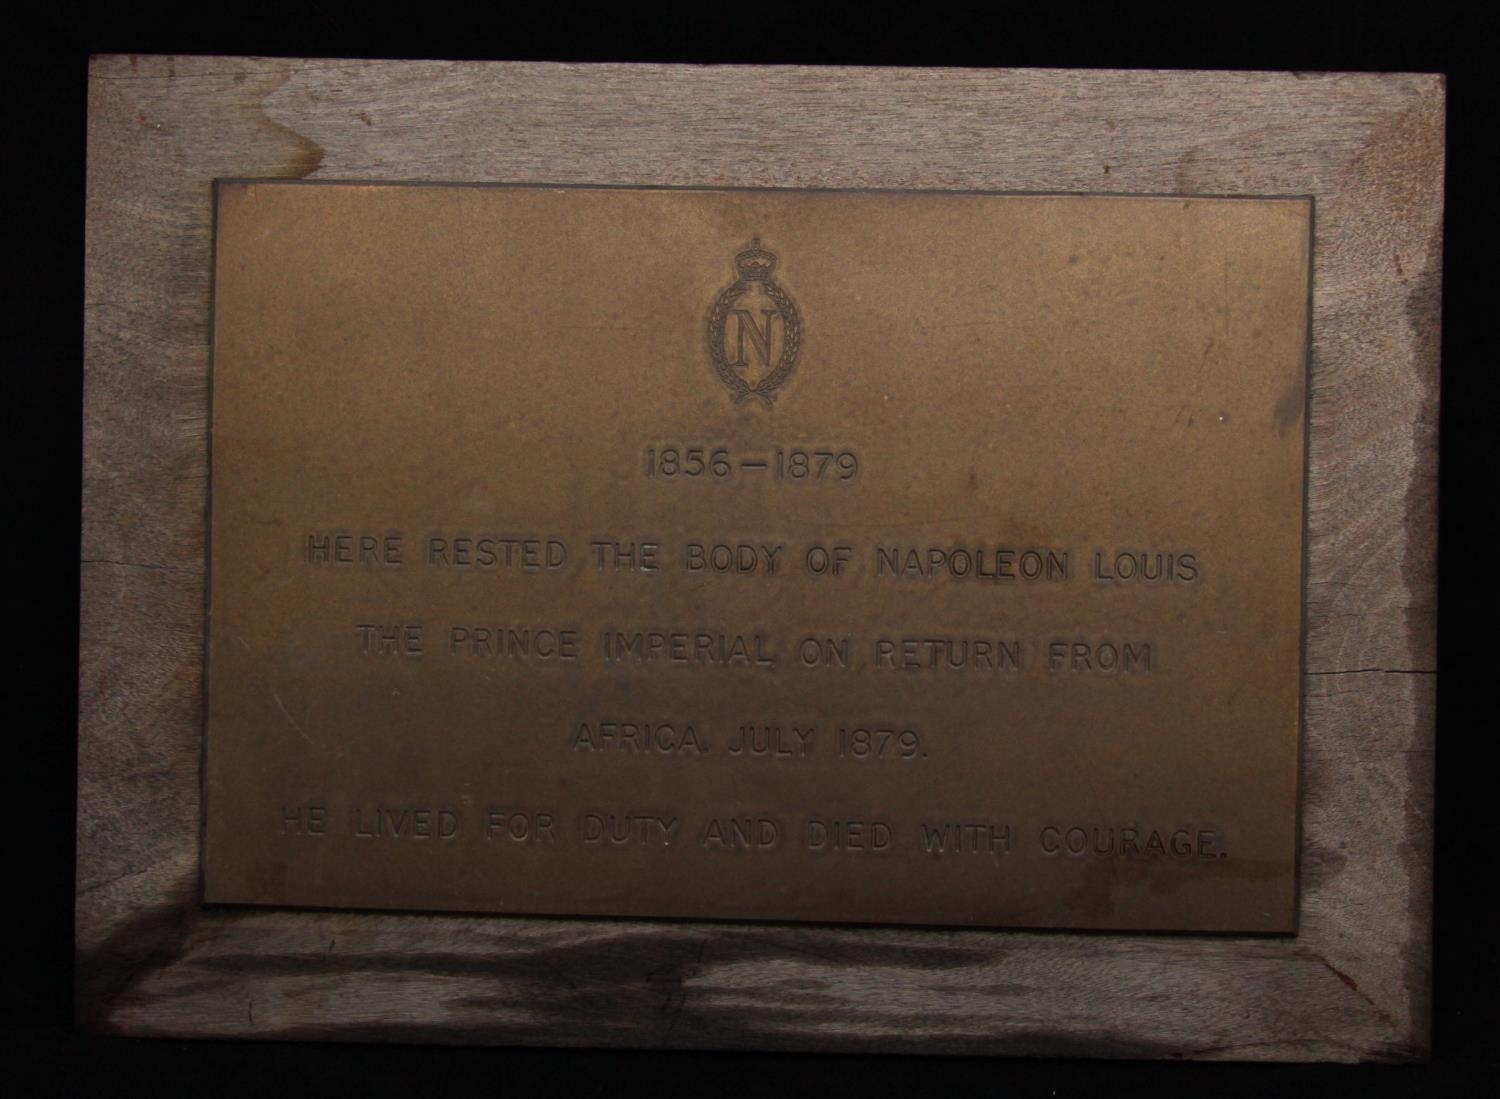 N
1856-1879
HERE RESTED THE BODY OF NAPOLEON LOUIS
THE PRINCE IMPERIAL ON RETURN FROM
AFRICA. JULY 1879.
HE LIVED FOR DUTY AND DIED WITH COURAGE.